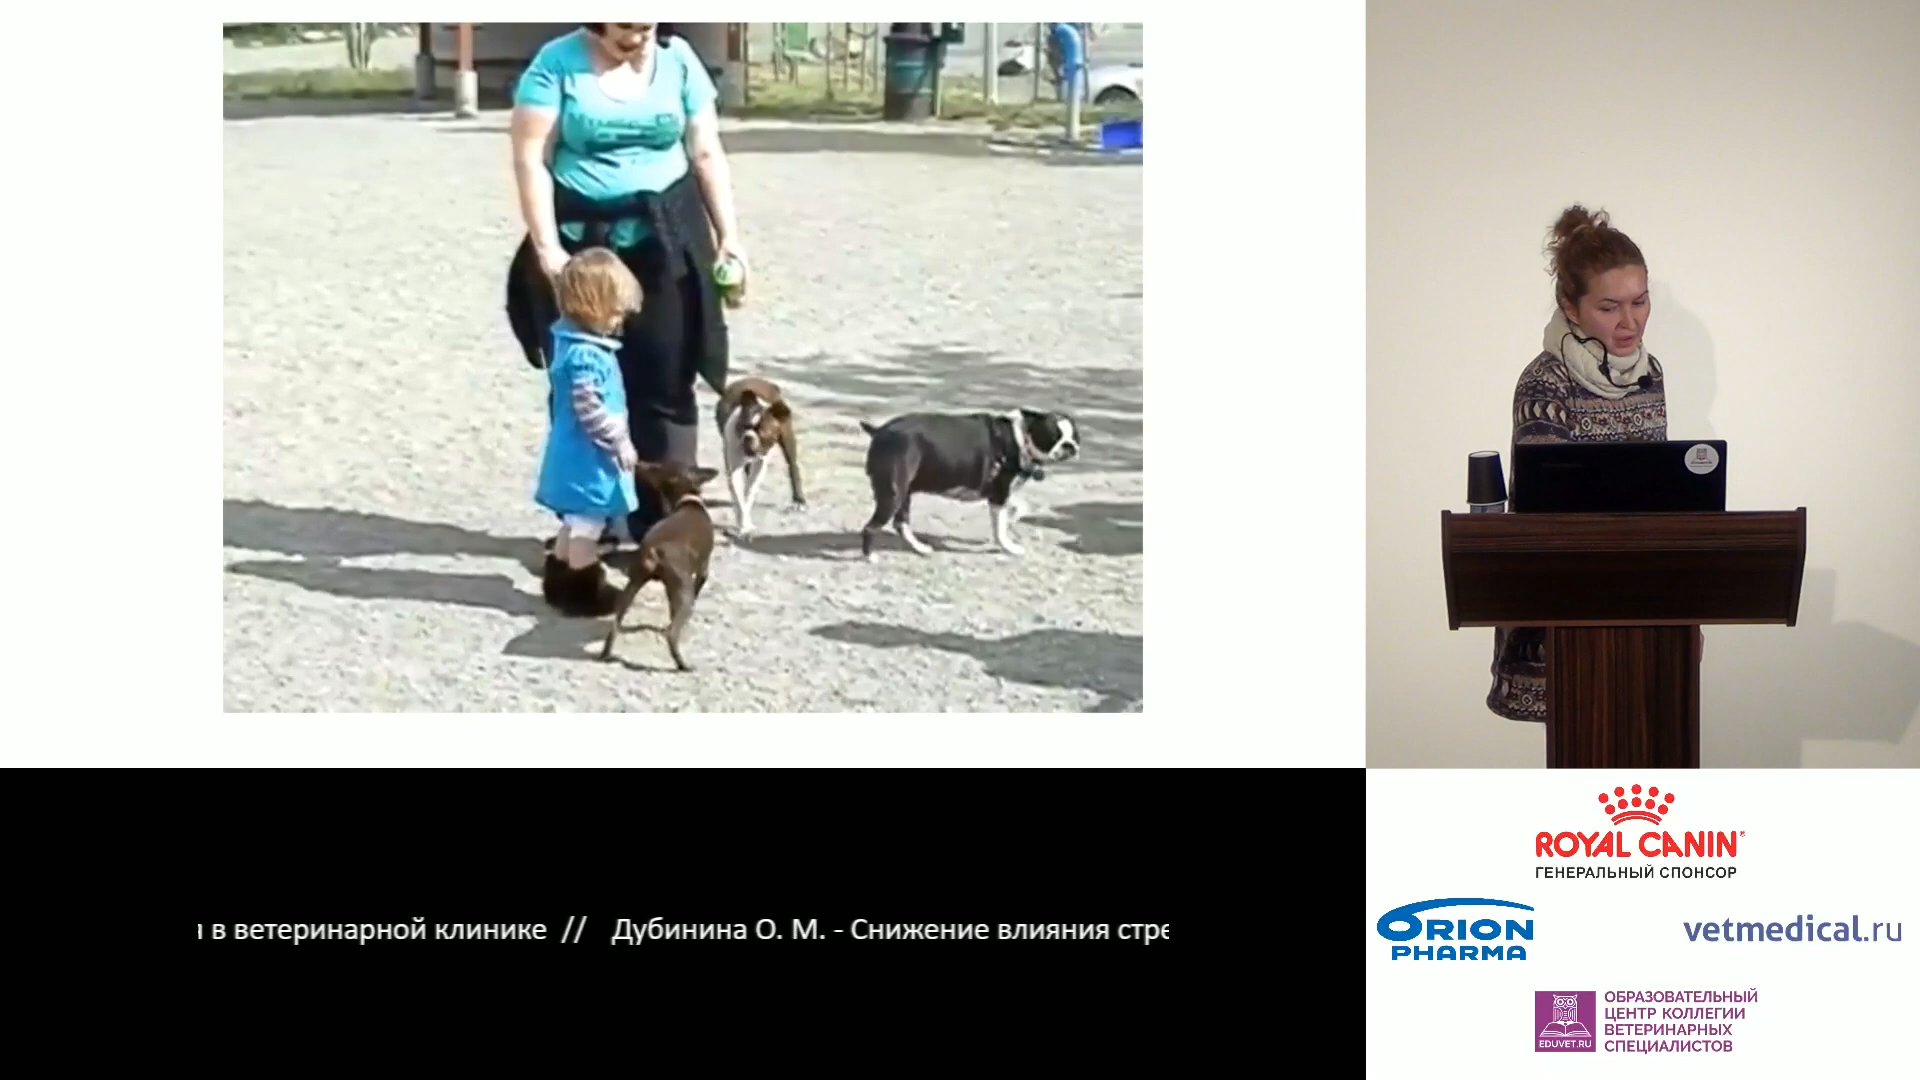 в ветеринарной клинике // Дубинина О. М. - Снижение влияния
ROYAL CANIN
ГЕНЕРАЛЬНЫЙ СПОНСОР
ORION
PHARMA
vetmedical.ru
EDUVET.RU
ОБРАЗОВАТЕЛЬНЫЙ
ЦЕНТР КОЛЛЕГИИ
ВЕТЕРИНАРНЫХ
СПЕЦИАЛИСТОВ